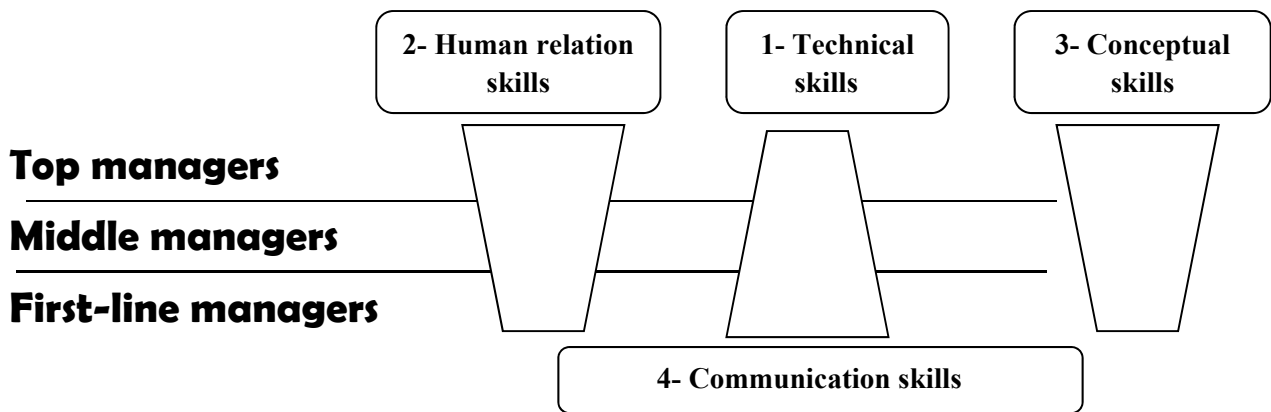 2- Human relation
skills
1- Technical
skills
3- Conceptual
skills
Top managers
Middle managers
First-line managers
4- Communication skills